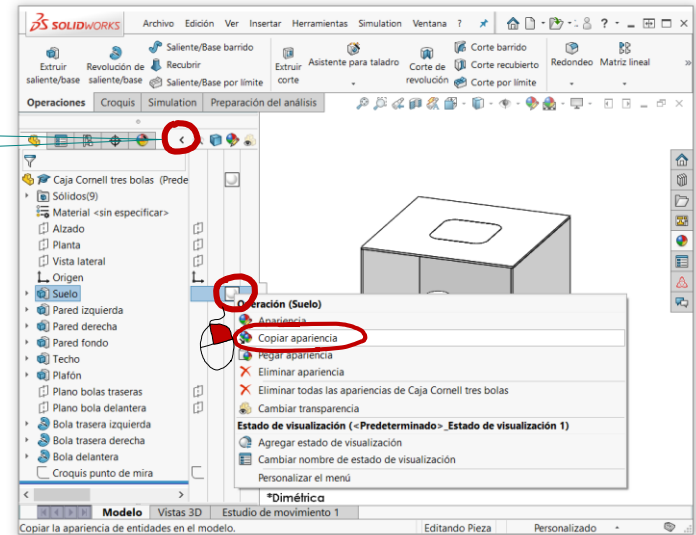 SOLIDWORKS Archivo Edición Ver Insertar Herramientas Simulation Ventana ?
Extruir saliente/base
Revolución de saliente/base
Saliente/Base barrido
Recubrir
Saliente/Base por límite
Extruir corte
Asistente para taladro
Corte de revolución
Corte barrido
Corte recubierto
Corte por límite
Redondeo
Matriz lineal
Operaciones Croquis Simulation Preparación del análisis
Caja Cornell tres bolas (Prede
Sólidos(9)
Material <sin especificar>
Alzado
Planta
Vista lateral
Origen
Suelo
Pared izquierda
Pared derecha
Pared fondo
Techo
Plafón
Plano bolas traseras
Plano bola delantera
Bola trasera izquierda
Bola trasera derecha
Bola delantera
Croquis punto de mira
Operación (Suelo)
Apariencia
Copiar apariencia
Pegar apariencia
Eliminar apariencia
Eliminar todas las apariencias de Caja Cornell tres bolas
Cambiar transparencia
Estado de visualización (<Predeterminado>_Estado de visualización 1)
Agregar estado de visualización
Cambiar nombre de estado de visualización
Personalizar el menú
*Dimétrica
Modelo Vistas 3D Estudio de movimiento 1
Copiar la apariencia de entidades en el modelo. Editando Pieza Personalizado